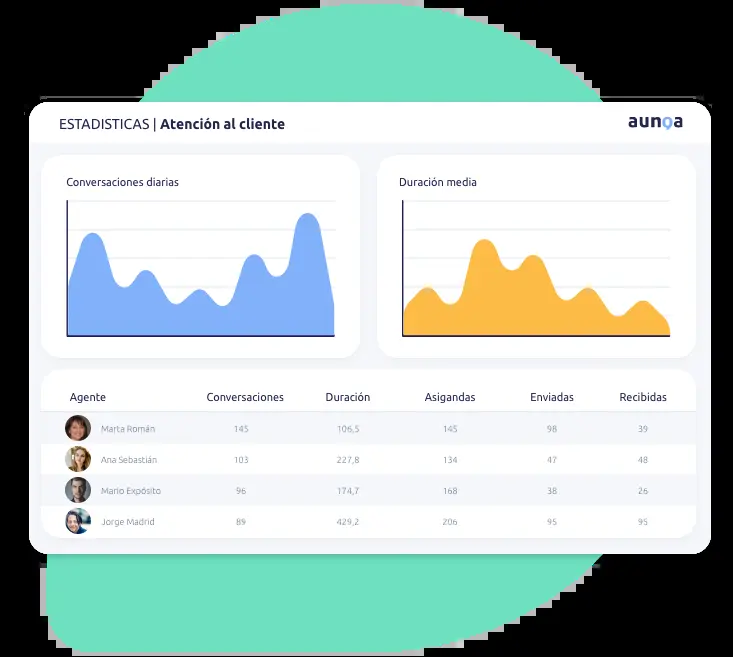 ESTADISTICAS | Atención al cliente
aunoa
Conversaciones diarias
Duración media
Agente Conversaciones Duración Asigandas Enviadas Recibidas
Marta Román 145 106,5 145 98 39
Ana Sebastián 103 227,8 134 47 48
Mario Expósito 96 174,7 168 38 26
Jorge Madrid 89 429,2 206 95 95